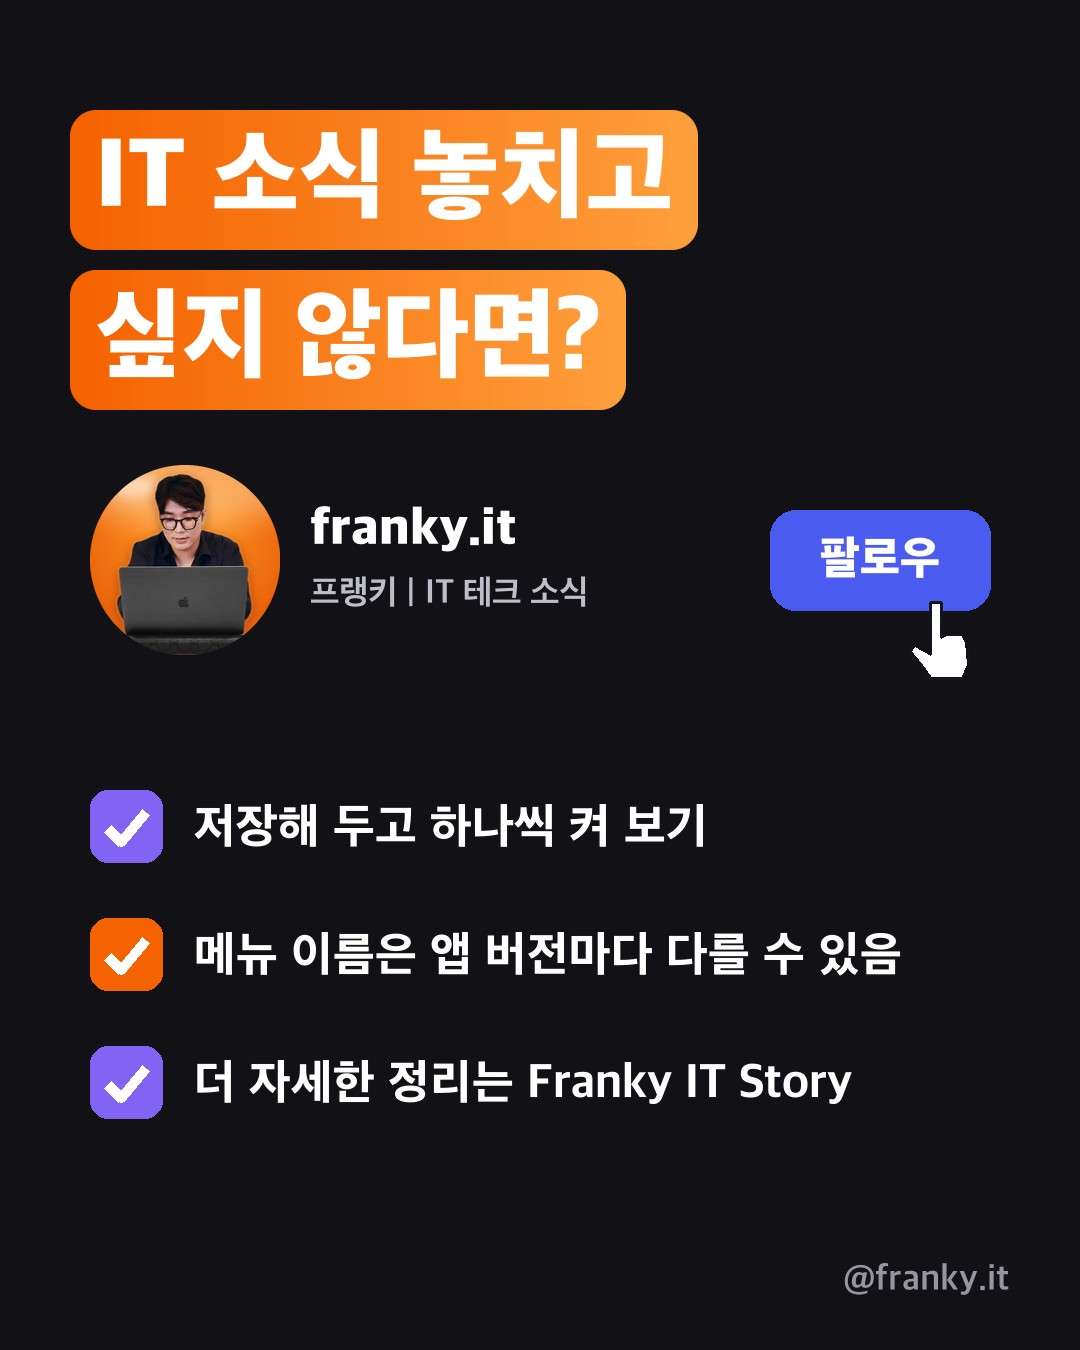 IT 소식 놓치고
싶지 않다면?
franky.it
프랭키 | IT 테크 소식
팔로우
저장해 두고 하나씩 켜 보기
메뉴 이름은 앱 버전마다 다를 수 있음
더 자세한 정리는 Franky IT Story
@franky.it